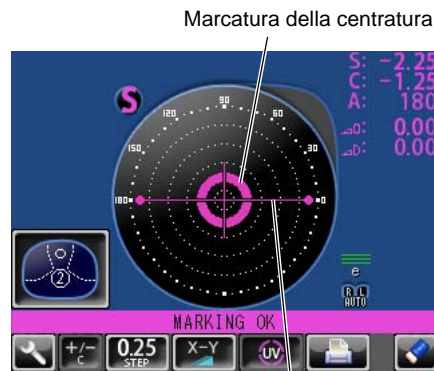 Marcatura della centratura
S: -2.25
C: -1.25
A: 180
⊿O: 0.00
⊿D: 0.00
S
90
120
60
150
30
180
0
2
e
R L
AUTO
MARKING OK
+/-
C
0.25
STEP
X-Y
UV